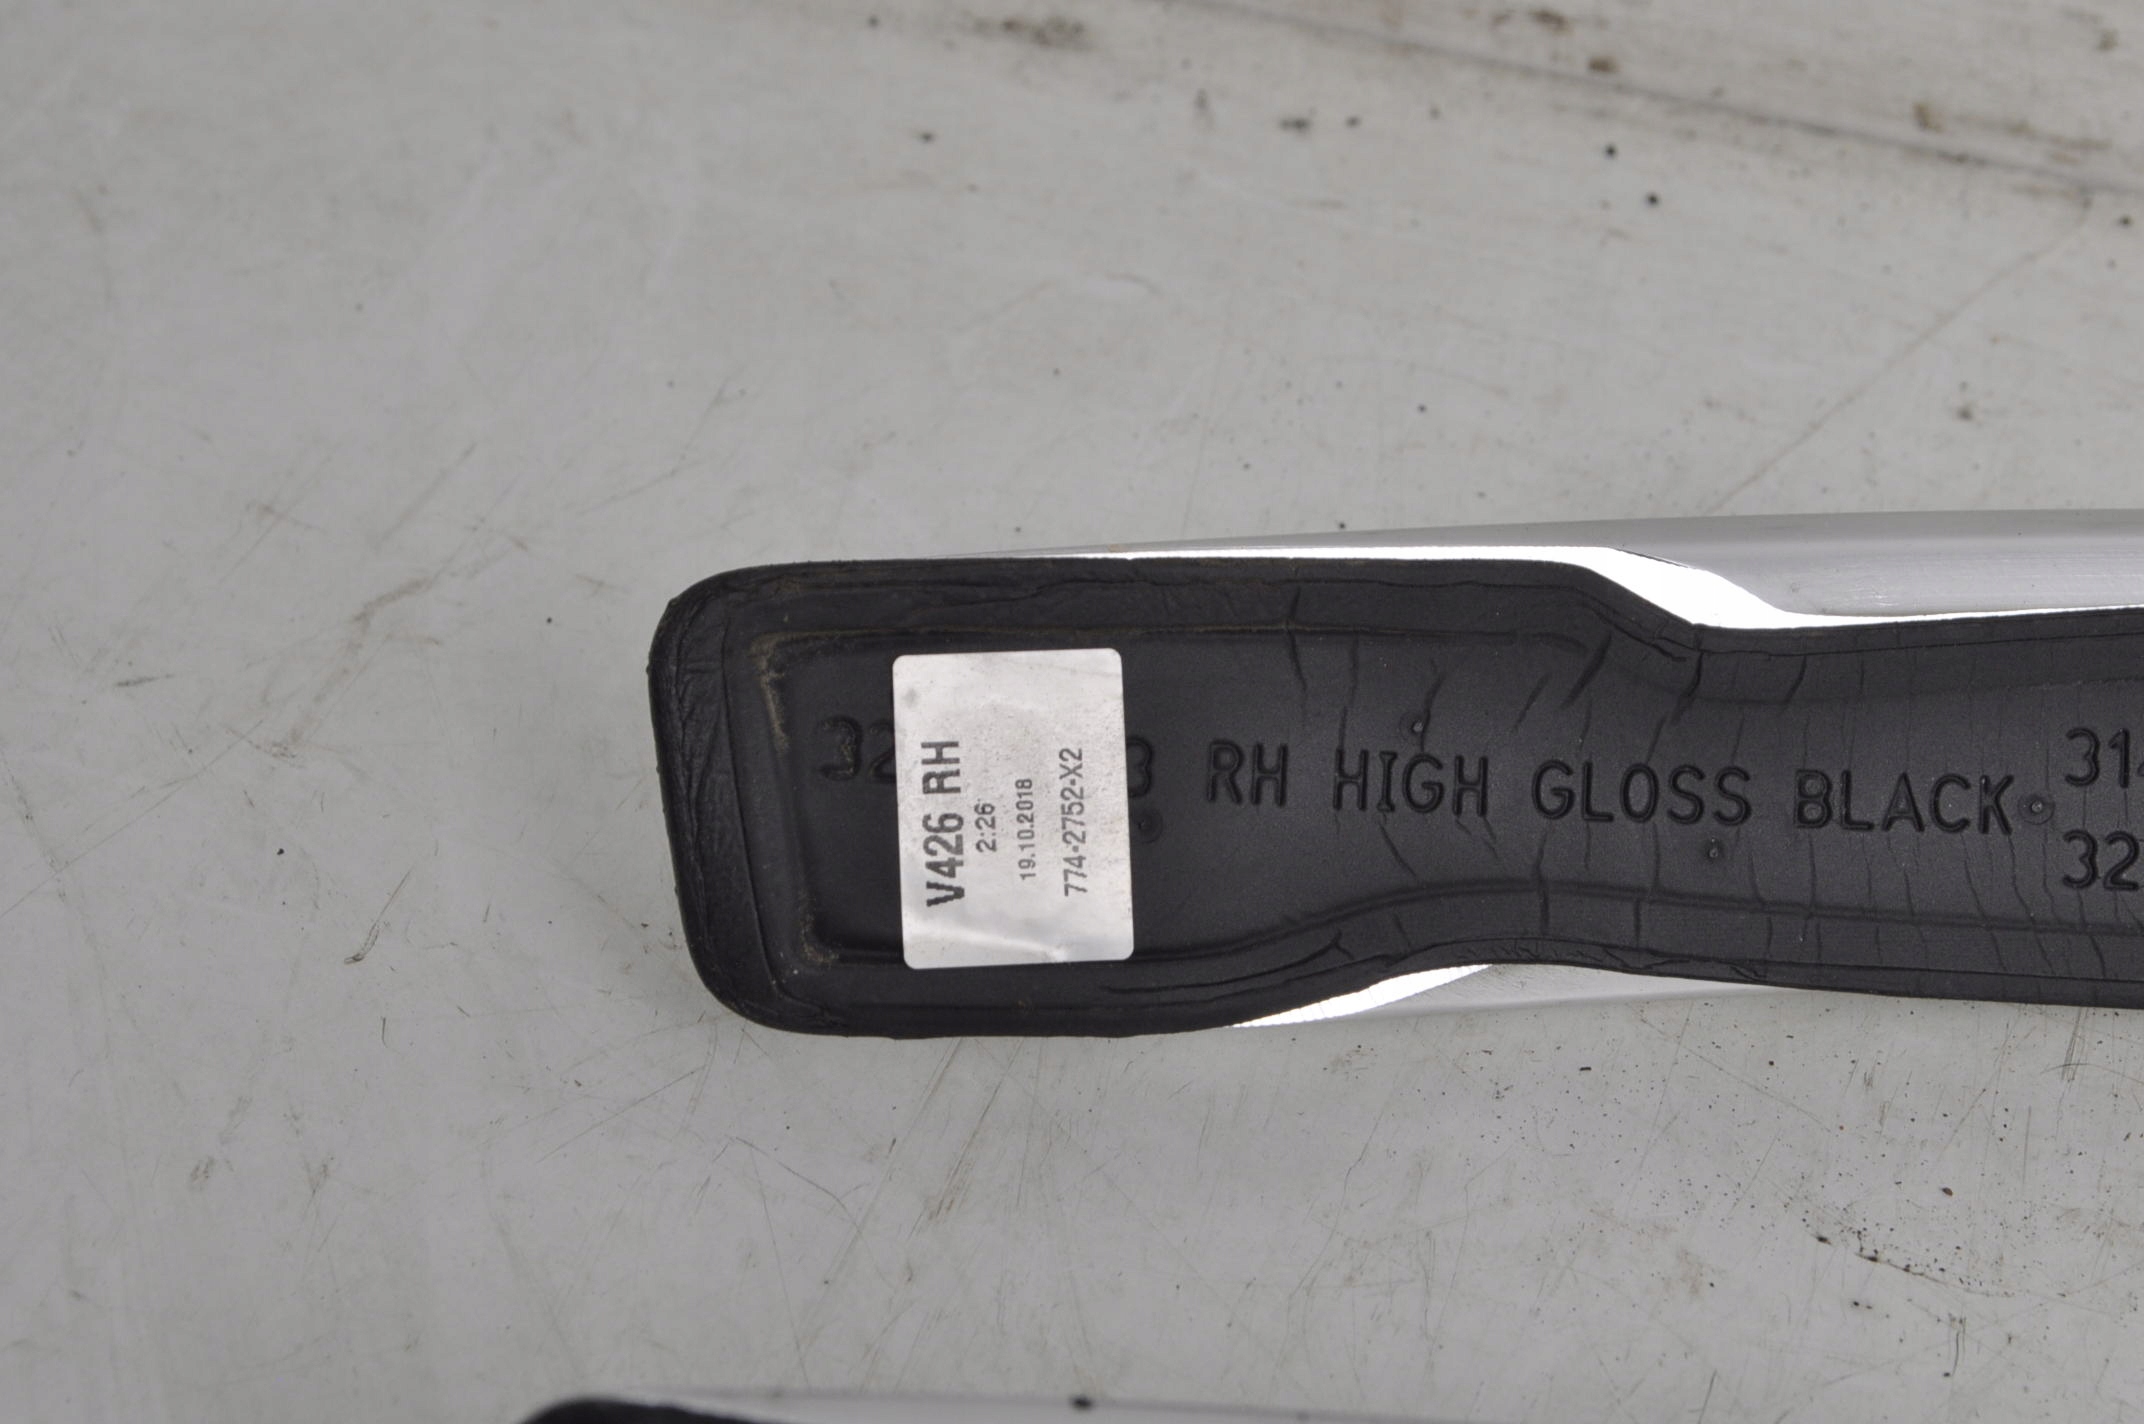 V426 RH
2:26
19.10.2018
774-2752-X2
RH HIGH GLOSS BLACK